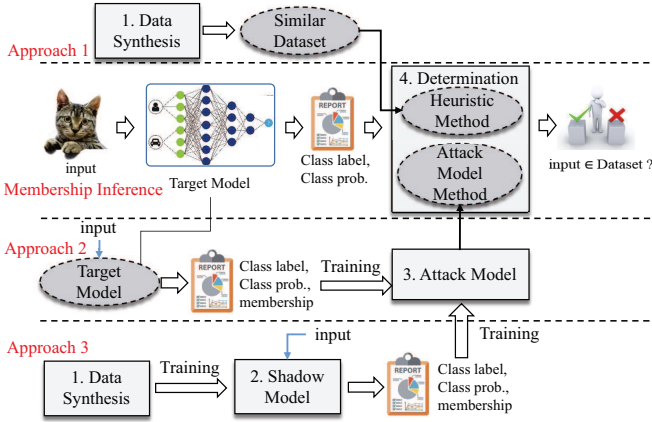 1. Data
Synthesis
Similar
Dataset
Approach 1
4. Determination
Heuristic
Method
Attack
Model
Method
REPORT
input
Target Model
Class label,
Class prob.
input ∈ Dataset ?
Membership Inference
input
Approach 2
Target
Model
REPORT
Class label,
Class prob.,
membership
Training
3. Attack Model
Training
Approach 3
input
1. Data
Synthesis
Training
2. Shadow
Model
REPORT
Class label,
Class prob.,
membership